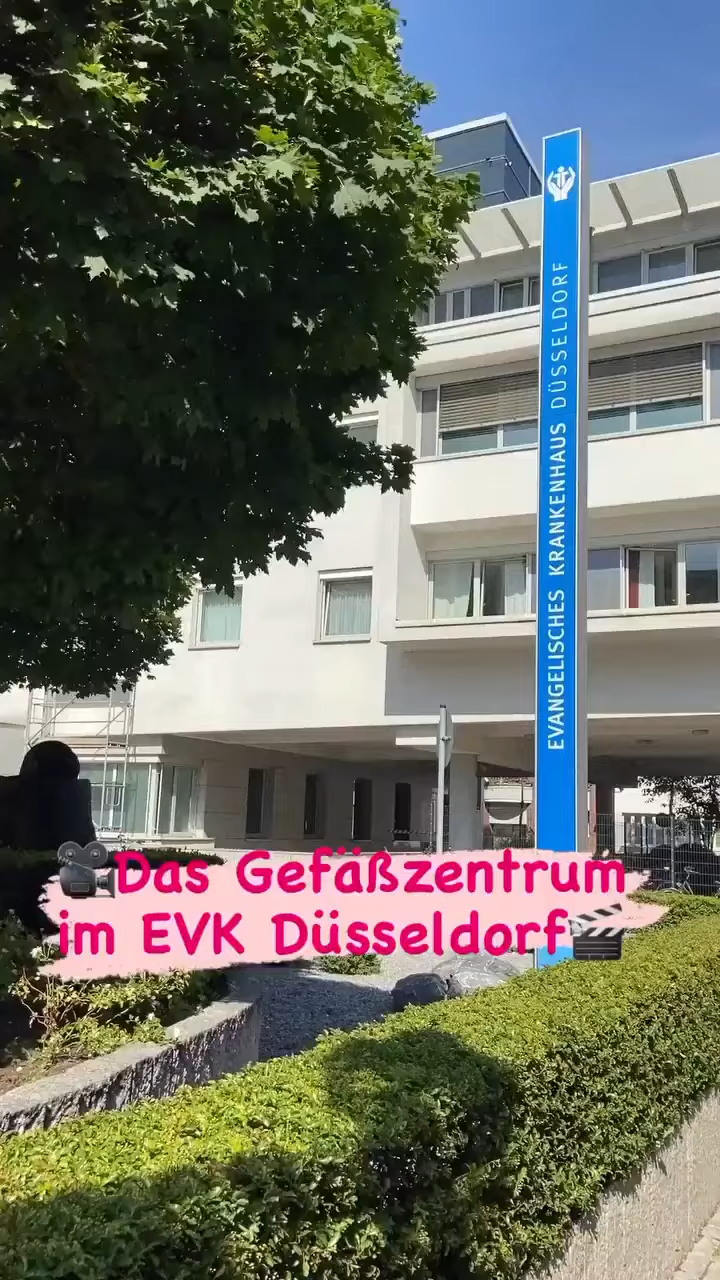 EVANGELISCHES KRANKENHAUS DÜSSELDORF
🎥Das Gefäßzentrum
im EVK Düsseldorf🎬